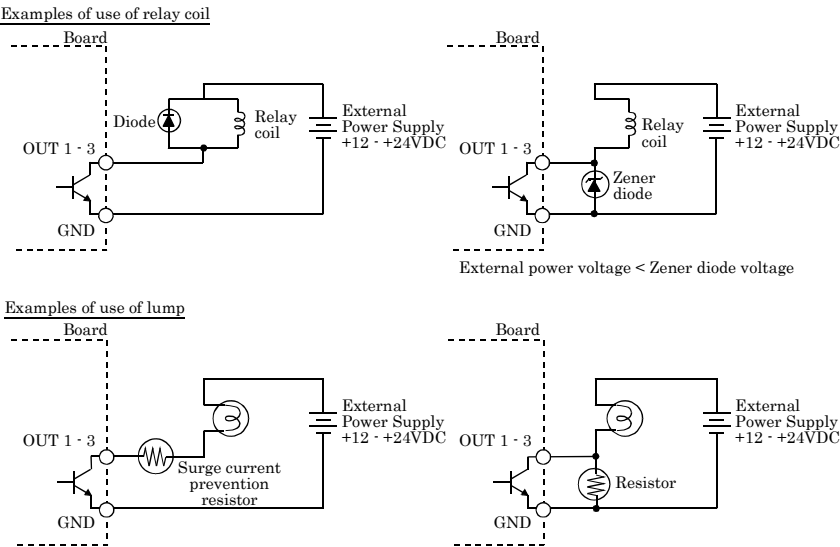 Examples of use of relay coil
Board
Diode
Relay
coil
External
Power Supply
+12 - +24VDC
OUT 1 - 3
GND
Board
Relay
coil
External
Power Supply
+12 - +24VDC
OUT 1 - 3
Zener
diode
GND
External power voltage < Zener diode voltage
Examples of use of lump
Board
External
Power Supply
+12 - +24VDC
OUT 1 - 3
Surge current
prevention
resistor
GND
Board
External
Power Supply
+12 - +24VDC
OUT 1 - 3
Resistor
GND